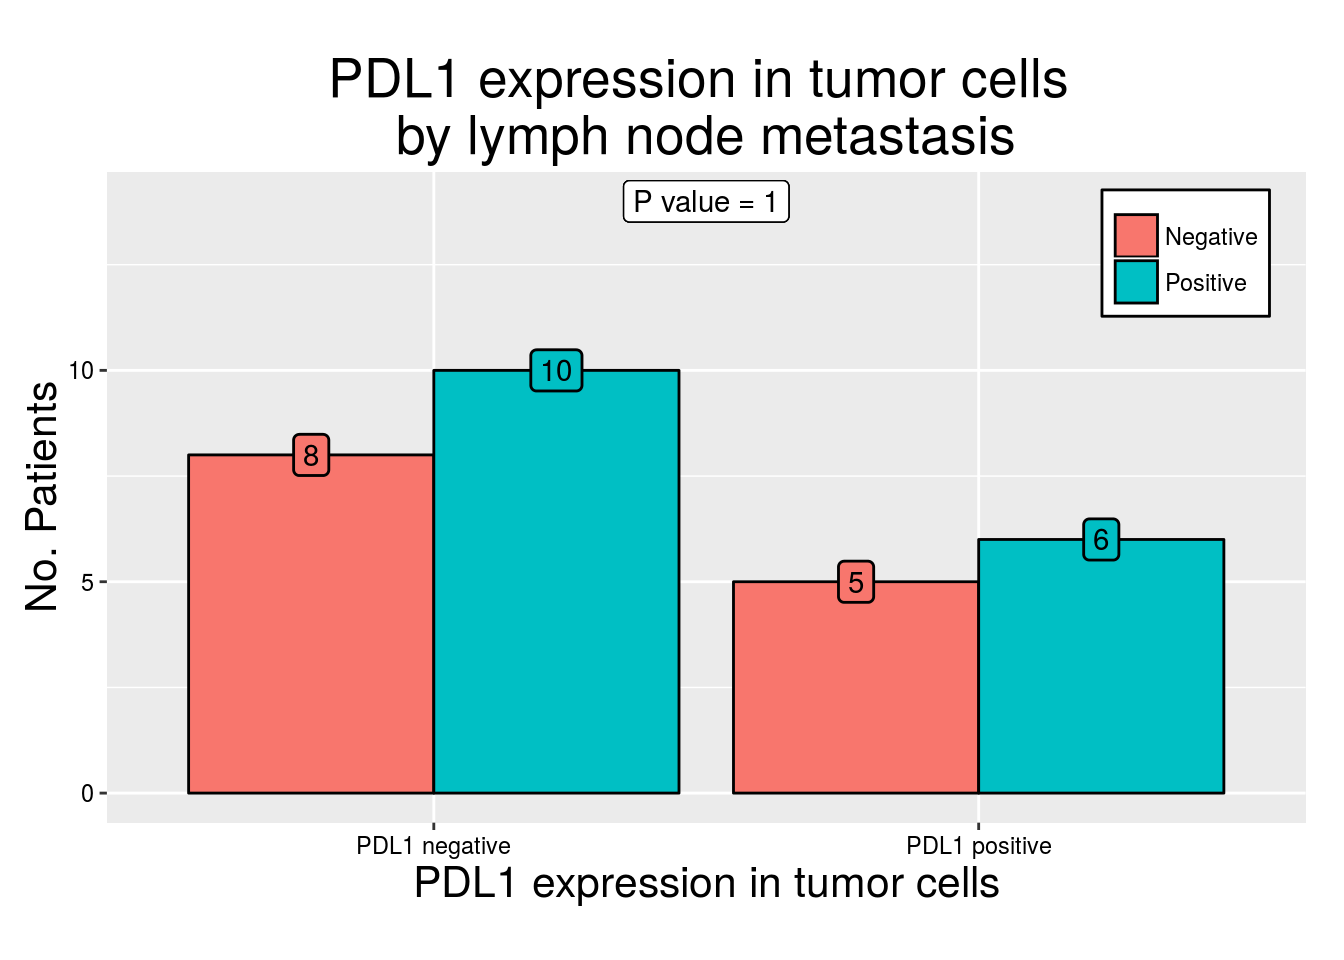 PDL1 expression in tumor cells
by lymph node metastasis
P value = 1
Negative
Positive
No. Patients
10
5
0
8
10
5
6
PDL1 negative
PDL1 positive
PDL1 expression in tumor cells